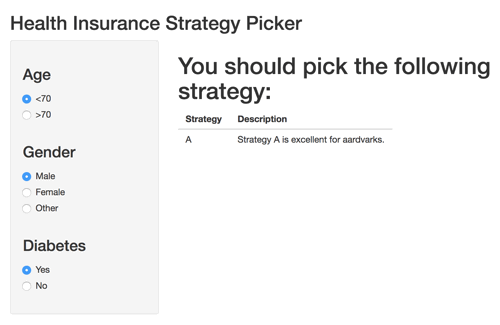 Health Insurance Strategy Picker
Age
<70
>70
Gender
Male
Female
Other
Diabetes
Yes
No
You should pick the following
strategy:
Strategy Description
A Strategy A is excellent for aardvarks.